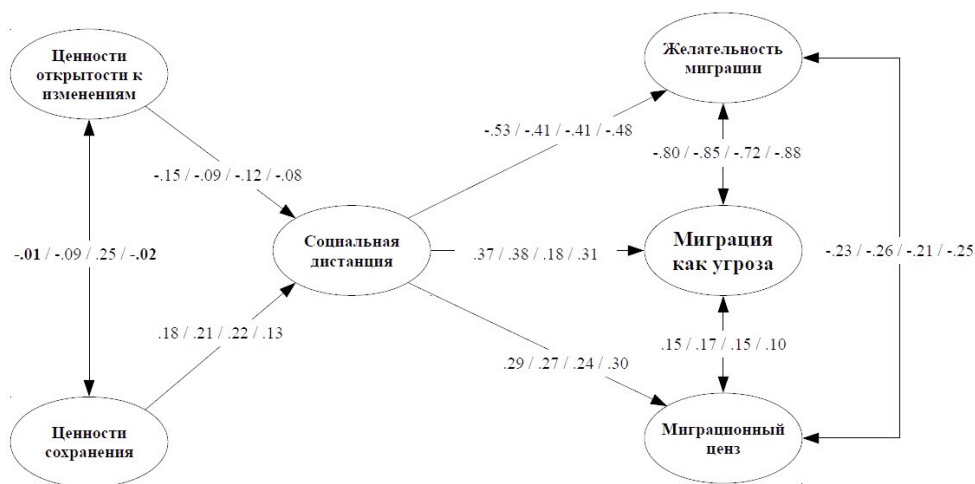 Ценности
открытости к
изменениям
Желательность
миграции
-.53 / -.41 / -.41 / -.48
-.15 / -.09 / -.12 / -.08
-.80 / -.85 / -.72 / -.88
-.01 / -.09 / .25 / -.02
Социальная
дистанция
.37 / .38 / .18 / .31
Миграция
как угроза
-.23 / -.26 / -.21 / -.25
.18 / .21 / .22 / .13
.29 / .27 / .24 / .30
.15 / .17 / .15 / .10
Ценности
сохранения
Миграционный
ценз